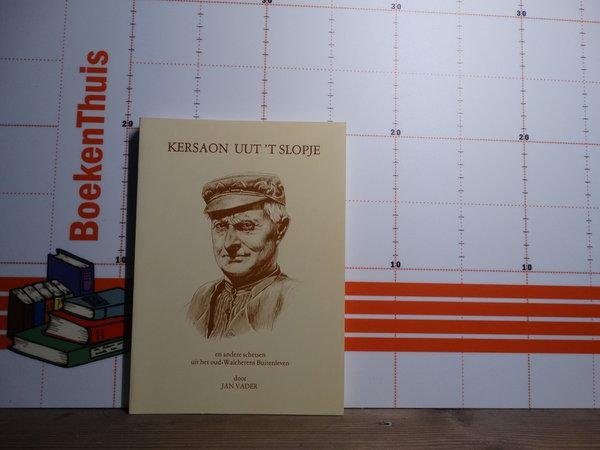 BoekenThuis
30
30
20
20
20
10
10
10
KERSAON UUT 'T SLOPJE
en andere schetsen
uit het oud-Walcherens Buitenleven
door
JAN VADER